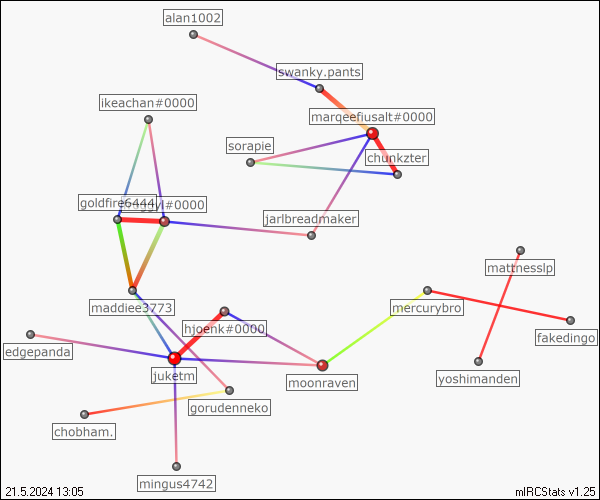 alan1002
swanky.pants
ikeachan#0000
marqeefiusalt#0000
sorapie
chunkzter
goldfire6444
#0000
jarlbreadmaker
mattnesslp
maddiee3773
mercurybro
hjoenk#0000
fakedingo
edgepanda
juketm
moonraven
yoshimanden
gorudenneko
chobham.
mingus4742
21.5.2024 13:05
mIRCStats v1.25